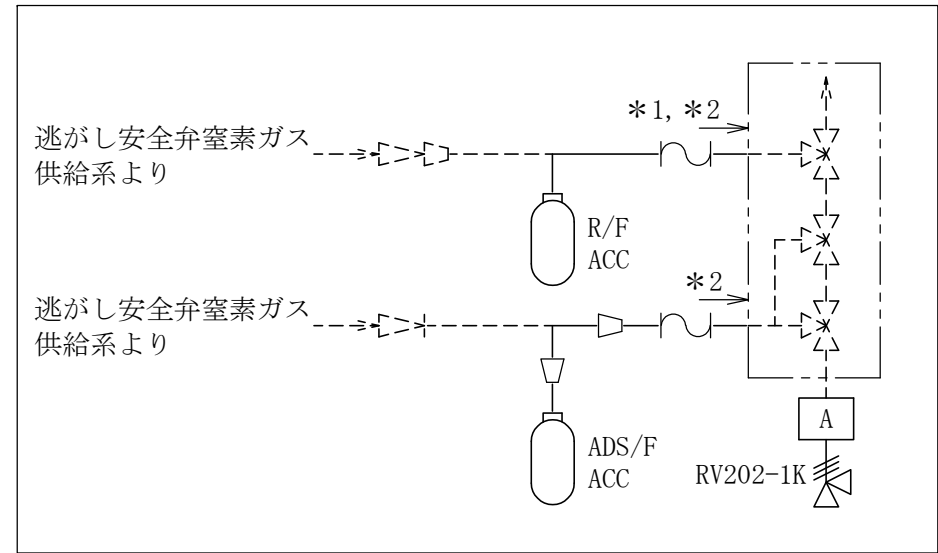 逃がし安全弁窒素ガス
供給系より
*1, *2
R/F
ACC
逃がし安全弁窒素ガス
供給系より
*2
ADS/F
ACC
A
RV202-1K